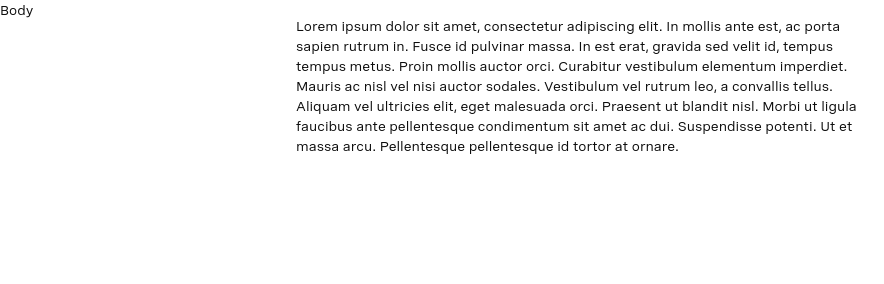 Body
Lorem ipsum dolor sit amet, consectetur adipiscing elit. In mollis ante est, ac porta
sapien rutrum in. Fusce id pulvinar massa. In est erat, gravida sed velit id, tempus
tempus metus. Proin mollis auctor orci. Curabitur vestibulum elementum imperdiet.
Mauris ac nisl vel nisi auctor sodales. Vestibulum vel rutrum leo, a convallis tellus.
Aliquam vel ultricies elit, eget malesuada orci. Praesent ut blandit nisl. Morbi ut ligula
faucibus ante pellentesque condimentum sit amet ac dui. Suspendisse potenti. Ut et
massa arcu. Pellentesque pellentesque id tortor at ornare.